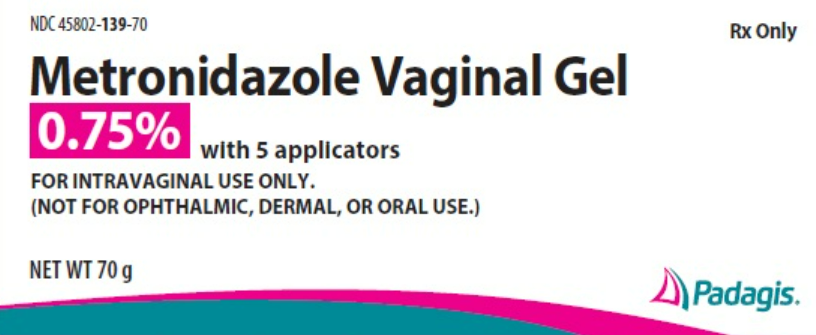 NDC 45802-139-70
Rx Only
Metronidazole Vaginal Gel
0.75% with 5 applicators
FOR INTRAVAGINAL USE ONLY.
(NOT FOR OPHTHALMIC, DERMAL, OR ORAL USE.)
NET WT 70 g
Padagis.